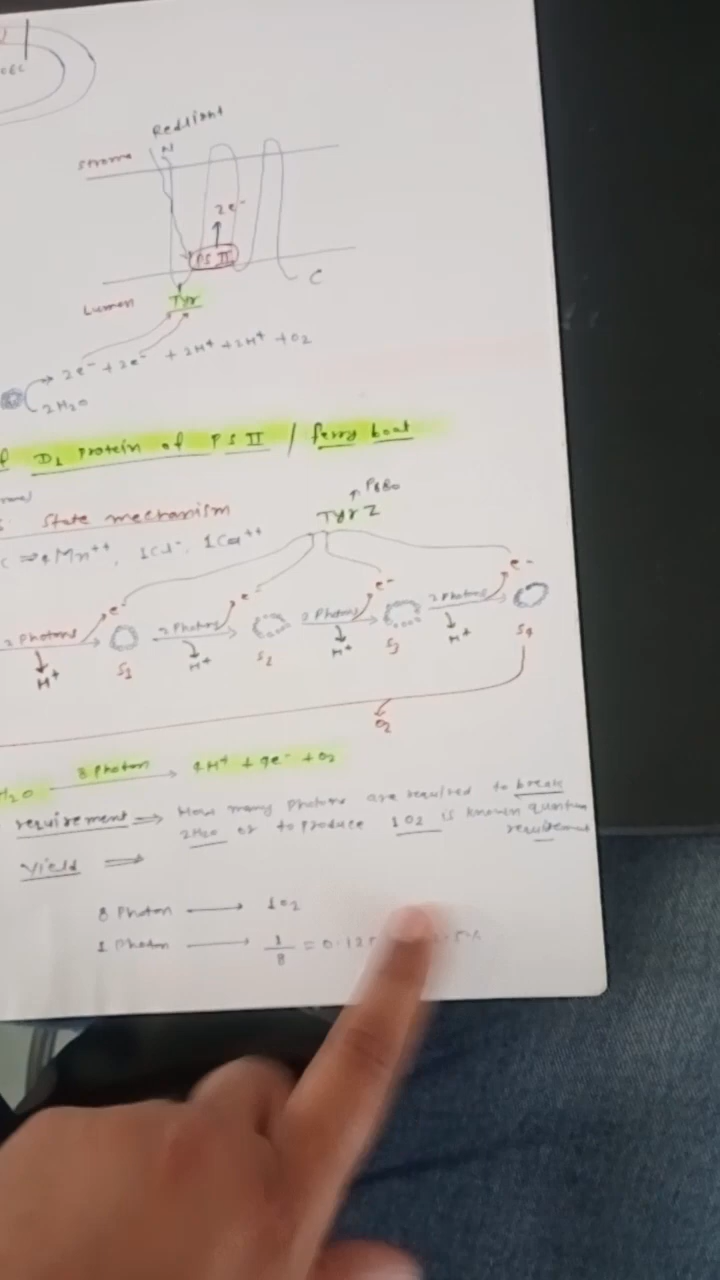 OEC
Redlight
N
Stroma
2e⁻
PS II
C
Lumen
Tyr
2e⁻ + 2e⁻ + 2H⁺ + 2H⁺ + O2
2H2O
D1 protein of PS II / ferry boat
P680
State mechanism
Tyr Z
4Mn⁺⁺, 1Cl⁻, 1Ca⁺⁺
e⁻ e⁻ e⁻ e⁻
2 Photons 2 Photons 2 Photons 2 Photons
H⁺ S1 H⁺ S2 H⁺ S3 H⁺ S4
O2
H2O 8 Photon 4H⁺ + 4e⁻ + O2
requirement ⇒ How many photons are required to break
2H2O or to produce 1O2 is known quantum
requirement
Yield ⇒
8 Photon → 1O2
1 Photon → 1/8 =